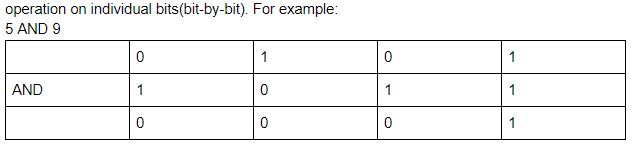 operation on individual bits(bit-by-bit). For example:
5 AND 9
0 1 0 1
AND 1 0 1 1
0 0 0 1